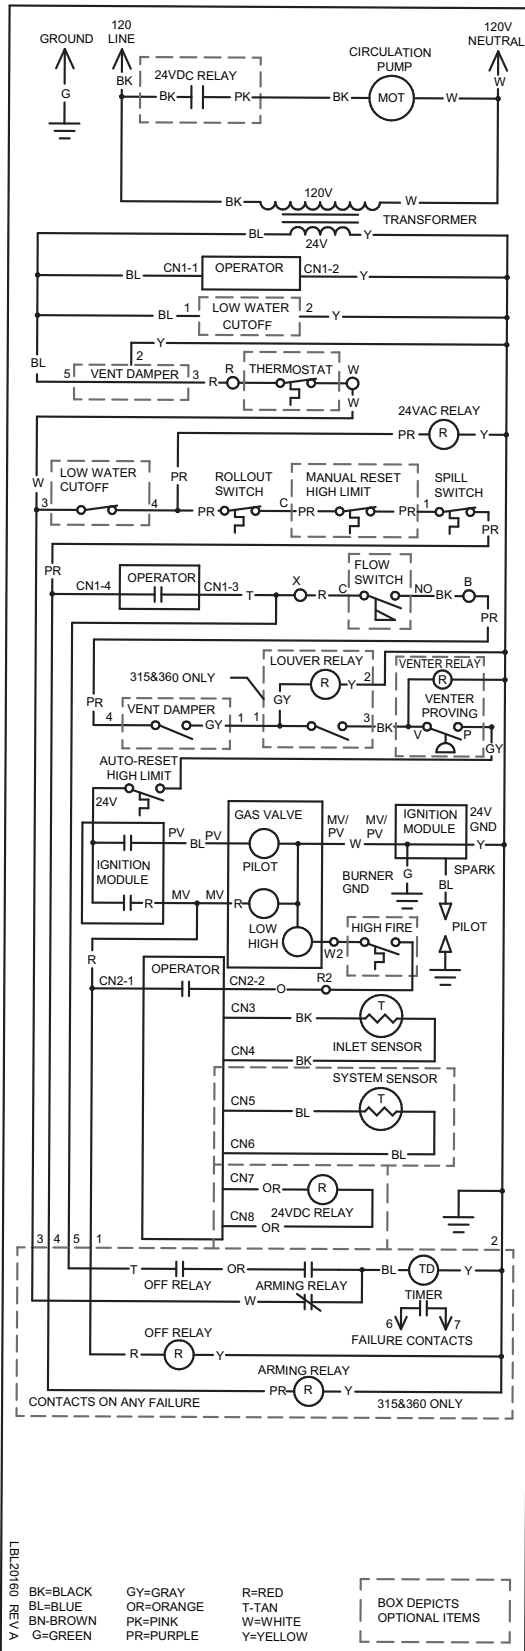 GROUND
120
LINE
120V
NEUTRAL
CIRCULATION
PUMP
24VDC RELAY
BK
W
G
BK
PK
BK
MOT
W
120V
BK
W
TRANSFORMER
BL
24V
Y
BL
CN1-1
OPERATOR
CN1-2
Y
BL
1
LOW WATER
CUTOFF
2
Y
Y
BL
2
5
VENT DAMPER
3
R
R
THERMOSTAT
W
W
24VAC RELAY
PR
R
Y
W
LOW WATER
CUTOFF
3
4
PR
ROLLOUT
SWITCH
MANUAL RESET
HIGH LIMIT
SPILL
SWITCH
PR
C
PR
PR
1
PR
PR
CN1-4
OPERATOR
CN1-3
T
X
R
C
FLOW
SWITCH
NO
BK
B
PR
315&360 ONLY
LOUVER RELAY
R
Y
2
GY
VENTER RELAY
R
VENTER
PROVING
PR
4
VENT DAMPER
GY
1
1
3
BK
V
P
GY
AUTO-RESET
HIGH LIMIT
24V
PV
BL
PV
GAS VALVE
PILOT
MV/
PV
W
MV/
PV
IGNITION
MODULE
24V
GND
Y
IGNITION
MODULE
R
MV
MV
R
LOW
HIGH
BURNER
GND
G
BL
SPARK
PILOT
R
W2
HIGH FIRE
CN2-1
OPERATOR
CN2-2
O
R2
CN3
BK
T
INLET SENSOR
CN4
BK
SYSTEM SENSOR
CN5
BL
T
CN6
BL
CN7
OR
R
24VDC RELAY
CN8
OR
3
4
5
1
2
T
OFF RELAY
OR
ARMING RELAY
BL
TD
Y
W
TIMER
6
7
FAILURE CONTACTS
OFF RELAY
R
R
Y
ARMING RELAY
PR
R
Y
CONTACTS ON ANY FAILURE
315&360 ONLY
LBL20160 REV A
BK=BLACK
BL=BLUE
BN-BROWN
G=GREEN
GY=GRAY
OR=ORANGE
PK=PINK
PR=PURPLE
R=RED
T-TAN
W=WHITE
Y=YELLOW
BOX DEPICTS
OPTIONAL ITEMS